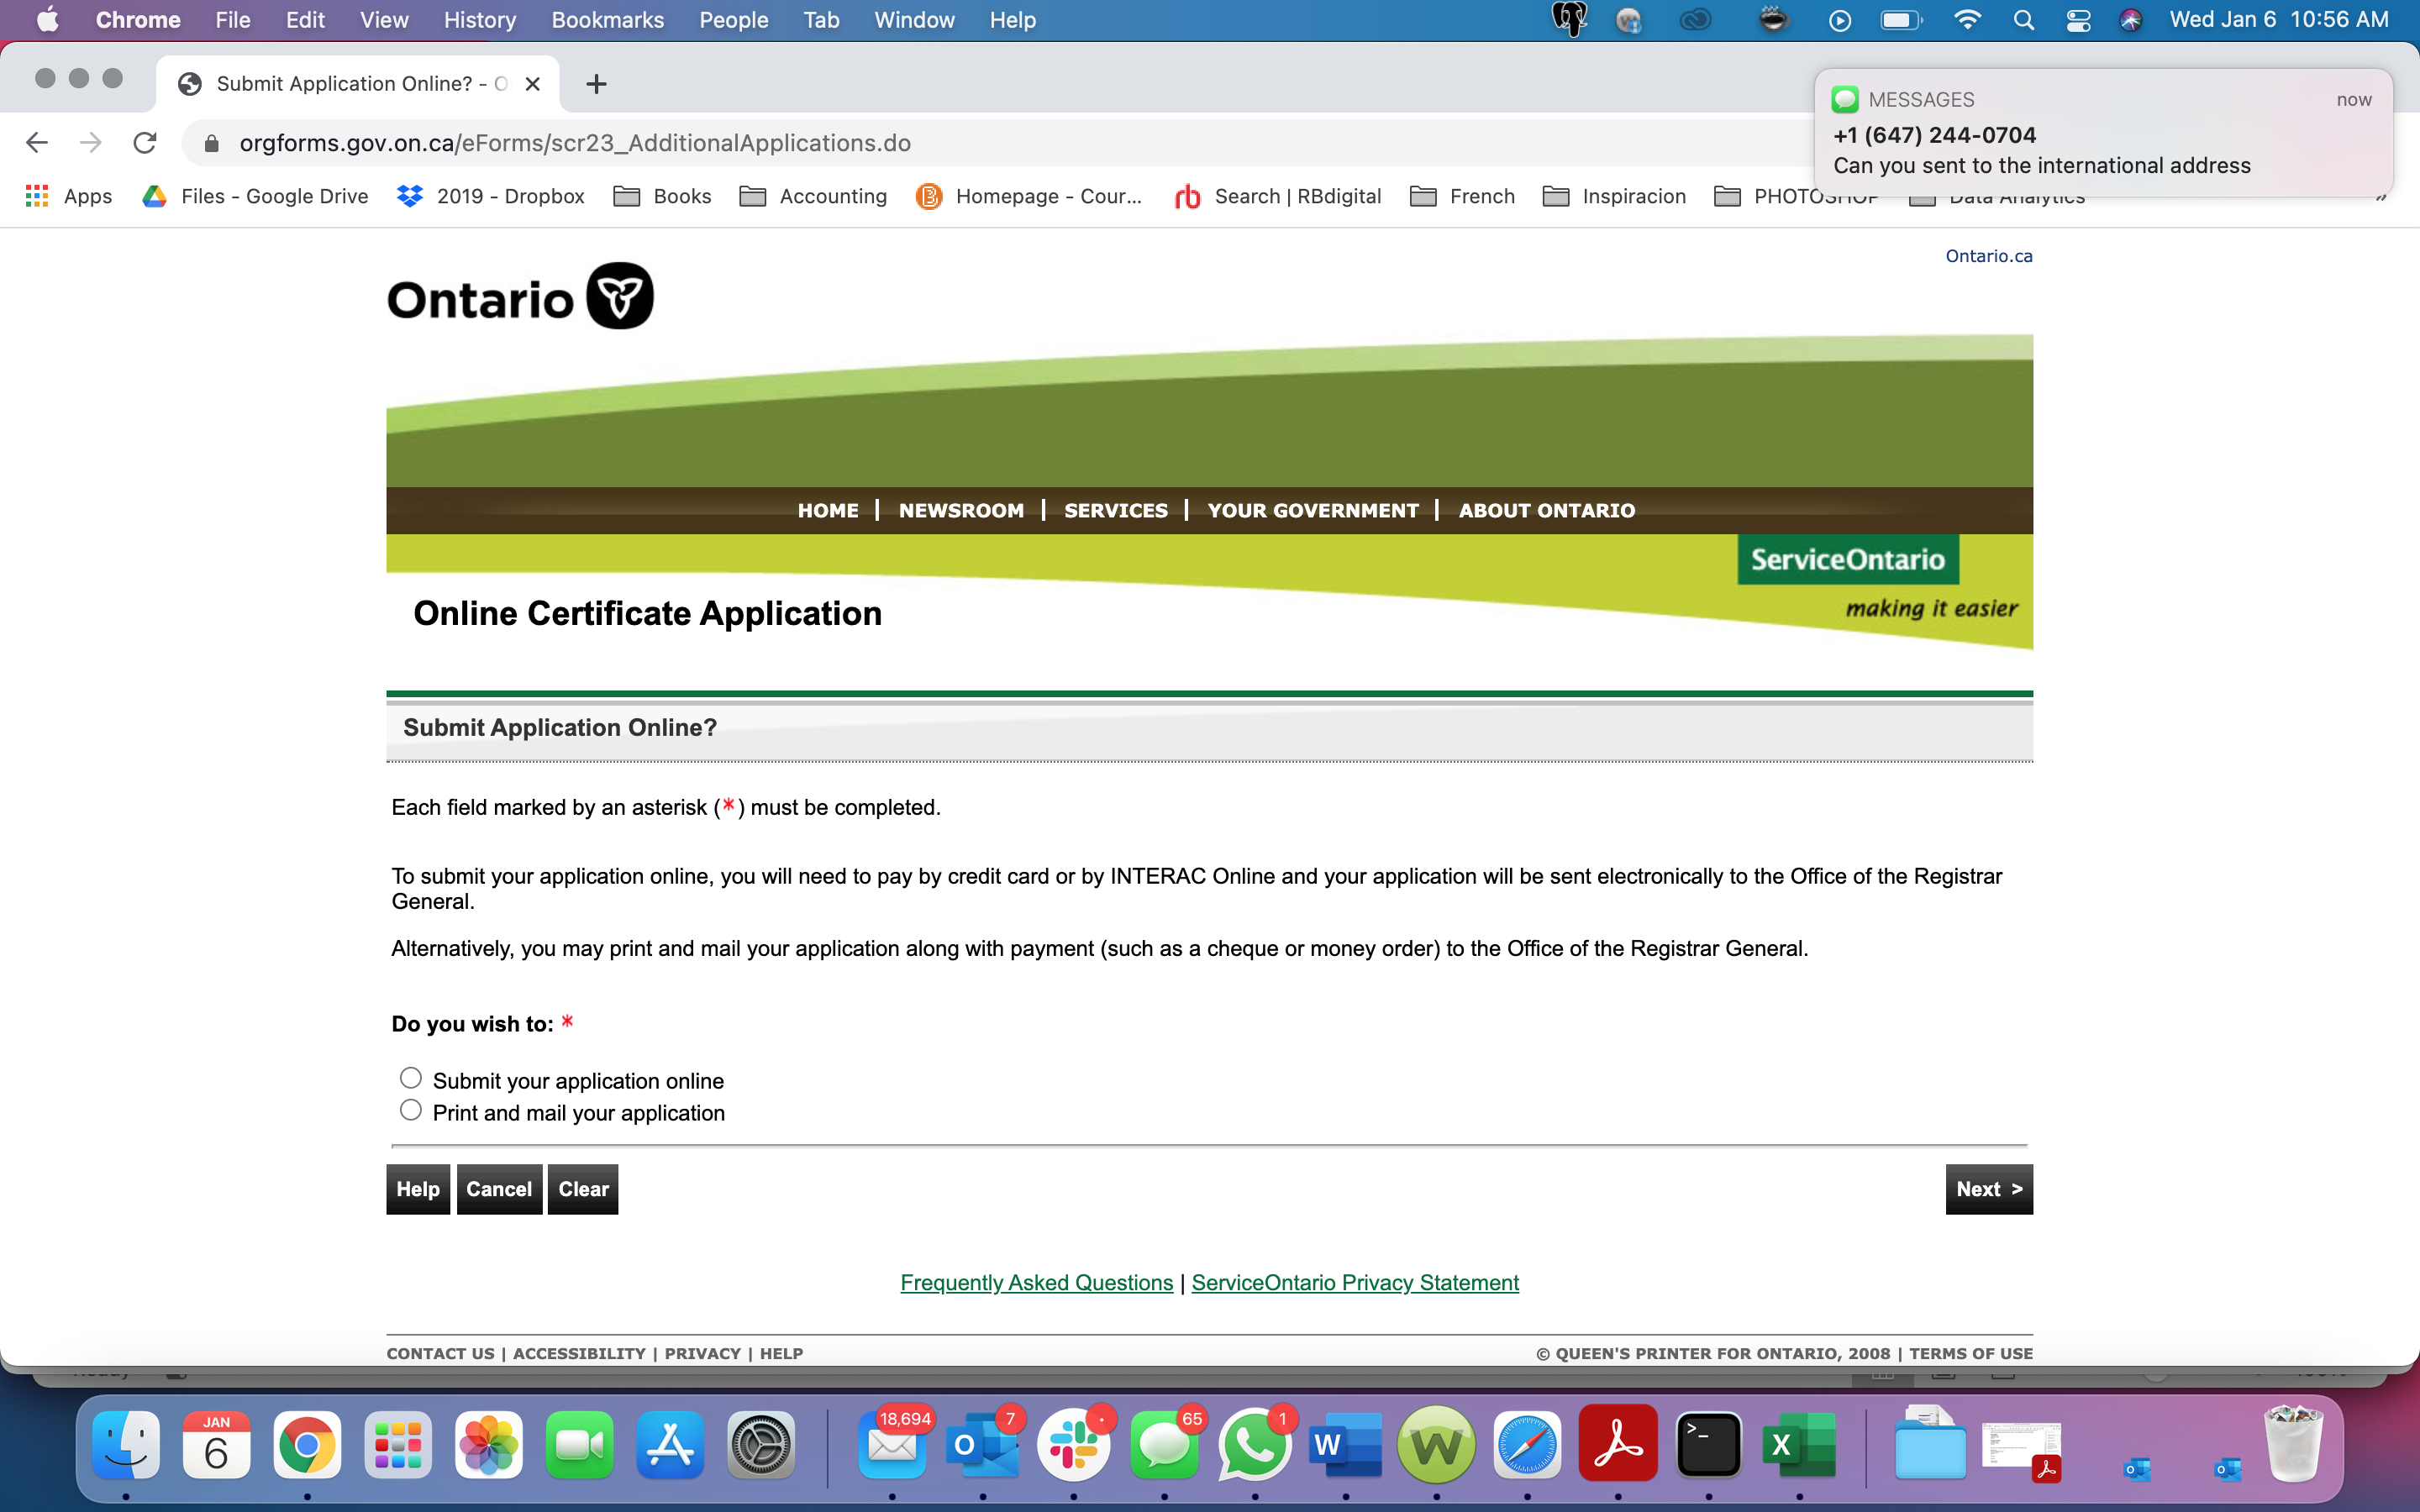 Chrome File Edit View History Bookmarks People Tab Window Help Wed Jan 6 10:56 AM
Submit Application Online? - O
MESSAGES now
+1 (647) 244-0704
Can you sent to the international address
orgforms.gov.on.ca/eForms/scr23_AdditionalApplications.do
Apps Files - Google Drive 2019 - Dropbox Books Accounting Homepage - Cour... Search | RBdigital French Inspiracion PHOTOSHOP Data Analytics »
Ontario.ca
Ontario
HOME | NEWSROOM | SERVICES | YOUR GOVERNMENT | ABOUT ONTARIO
ServiceOntario
making it easier
Online Certificate Application
Submit Application Online?
Each field marked by an asterisk (*) must be completed.
To submit your application online, you will need to pay by credit card or by INTERAC Online and your application will be sent electronically to the Office of the Registrar
General.
Alternatively, you may print and mail your application along with payment (such as a cheque or money order) to the Office of the Registrar General.
Do you wish to: *
Submit your application online
Print and mail your application
Help Cancel Clear Next >
Frequently Asked Questions | ServiceOntario Privacy Statement
CONTACT US | ACCESSIBILITY | PRIVACY | HELP © QUEEN'S PRINTER FOR ONTARIO, 2008 | TERMS OF USE
JAN
6
18,694
7
65
1